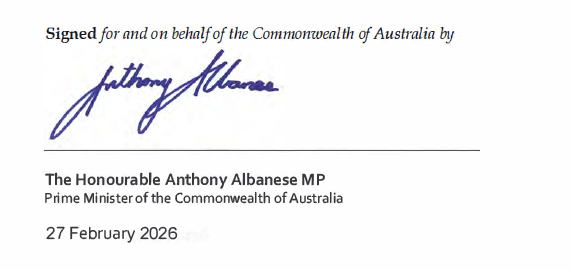 Signed for and on behalf of the Commonwealth of Australia by
Anthony Albanese
The Honourable Anthony Albanese MP
Prime Minister of the Commonwealth of Australia
27 February 2026